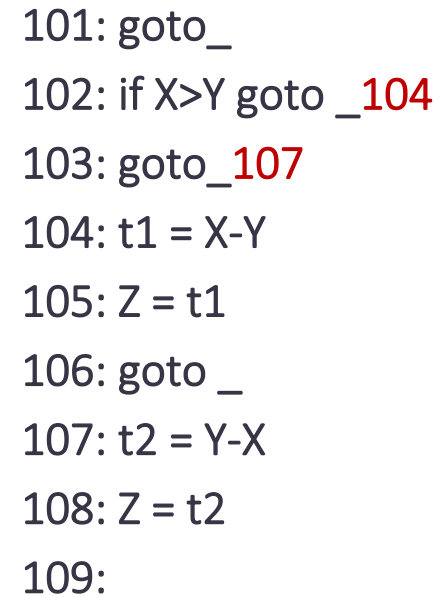 101: goto_
102: if X>Y goto _104
103: goto_107
104: t1 = X-Y
105: Z = t1
106: goto _
107: t2 = Y-X
108: Z = t2
109: